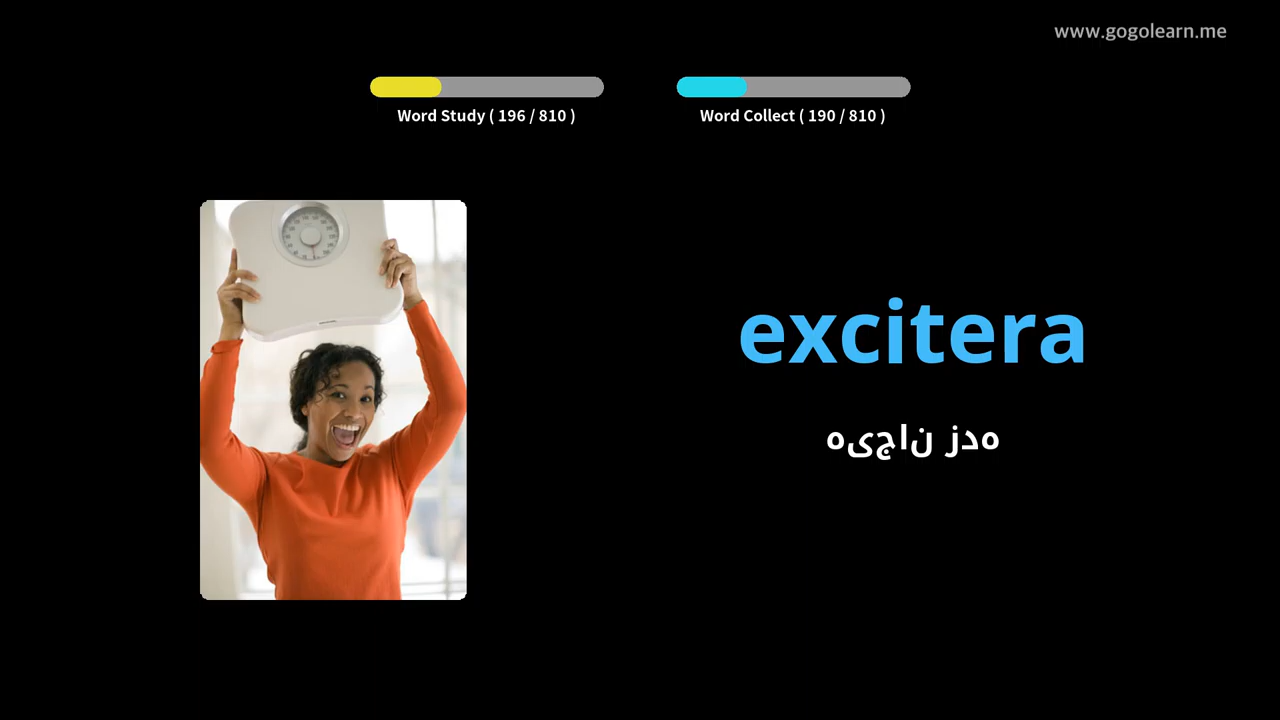 www.gogolearn.me
Word Study ( 196 / 810 )
Word Collect ( 190 / 810 )
excitera
هیجان زده